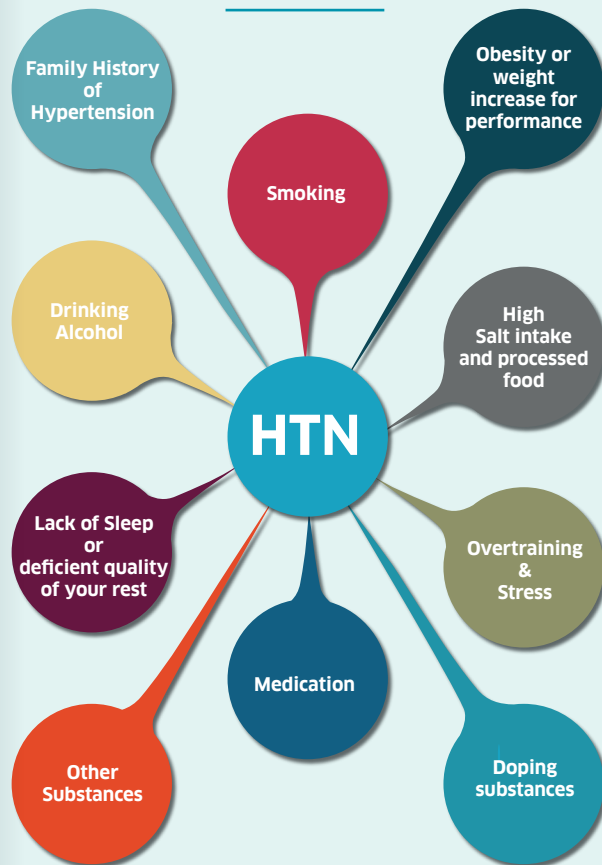 Family History
of
Hypertension
Obesity or
weight
increase for
performance
Smoking
Drinking
Alcohol
High
Salt intake
and processed
food
HTN
Lack of Sleep
or
deficient quality
of your rest
Overtraining
&
Stress
Medication
Other
Substances
Doping
substances